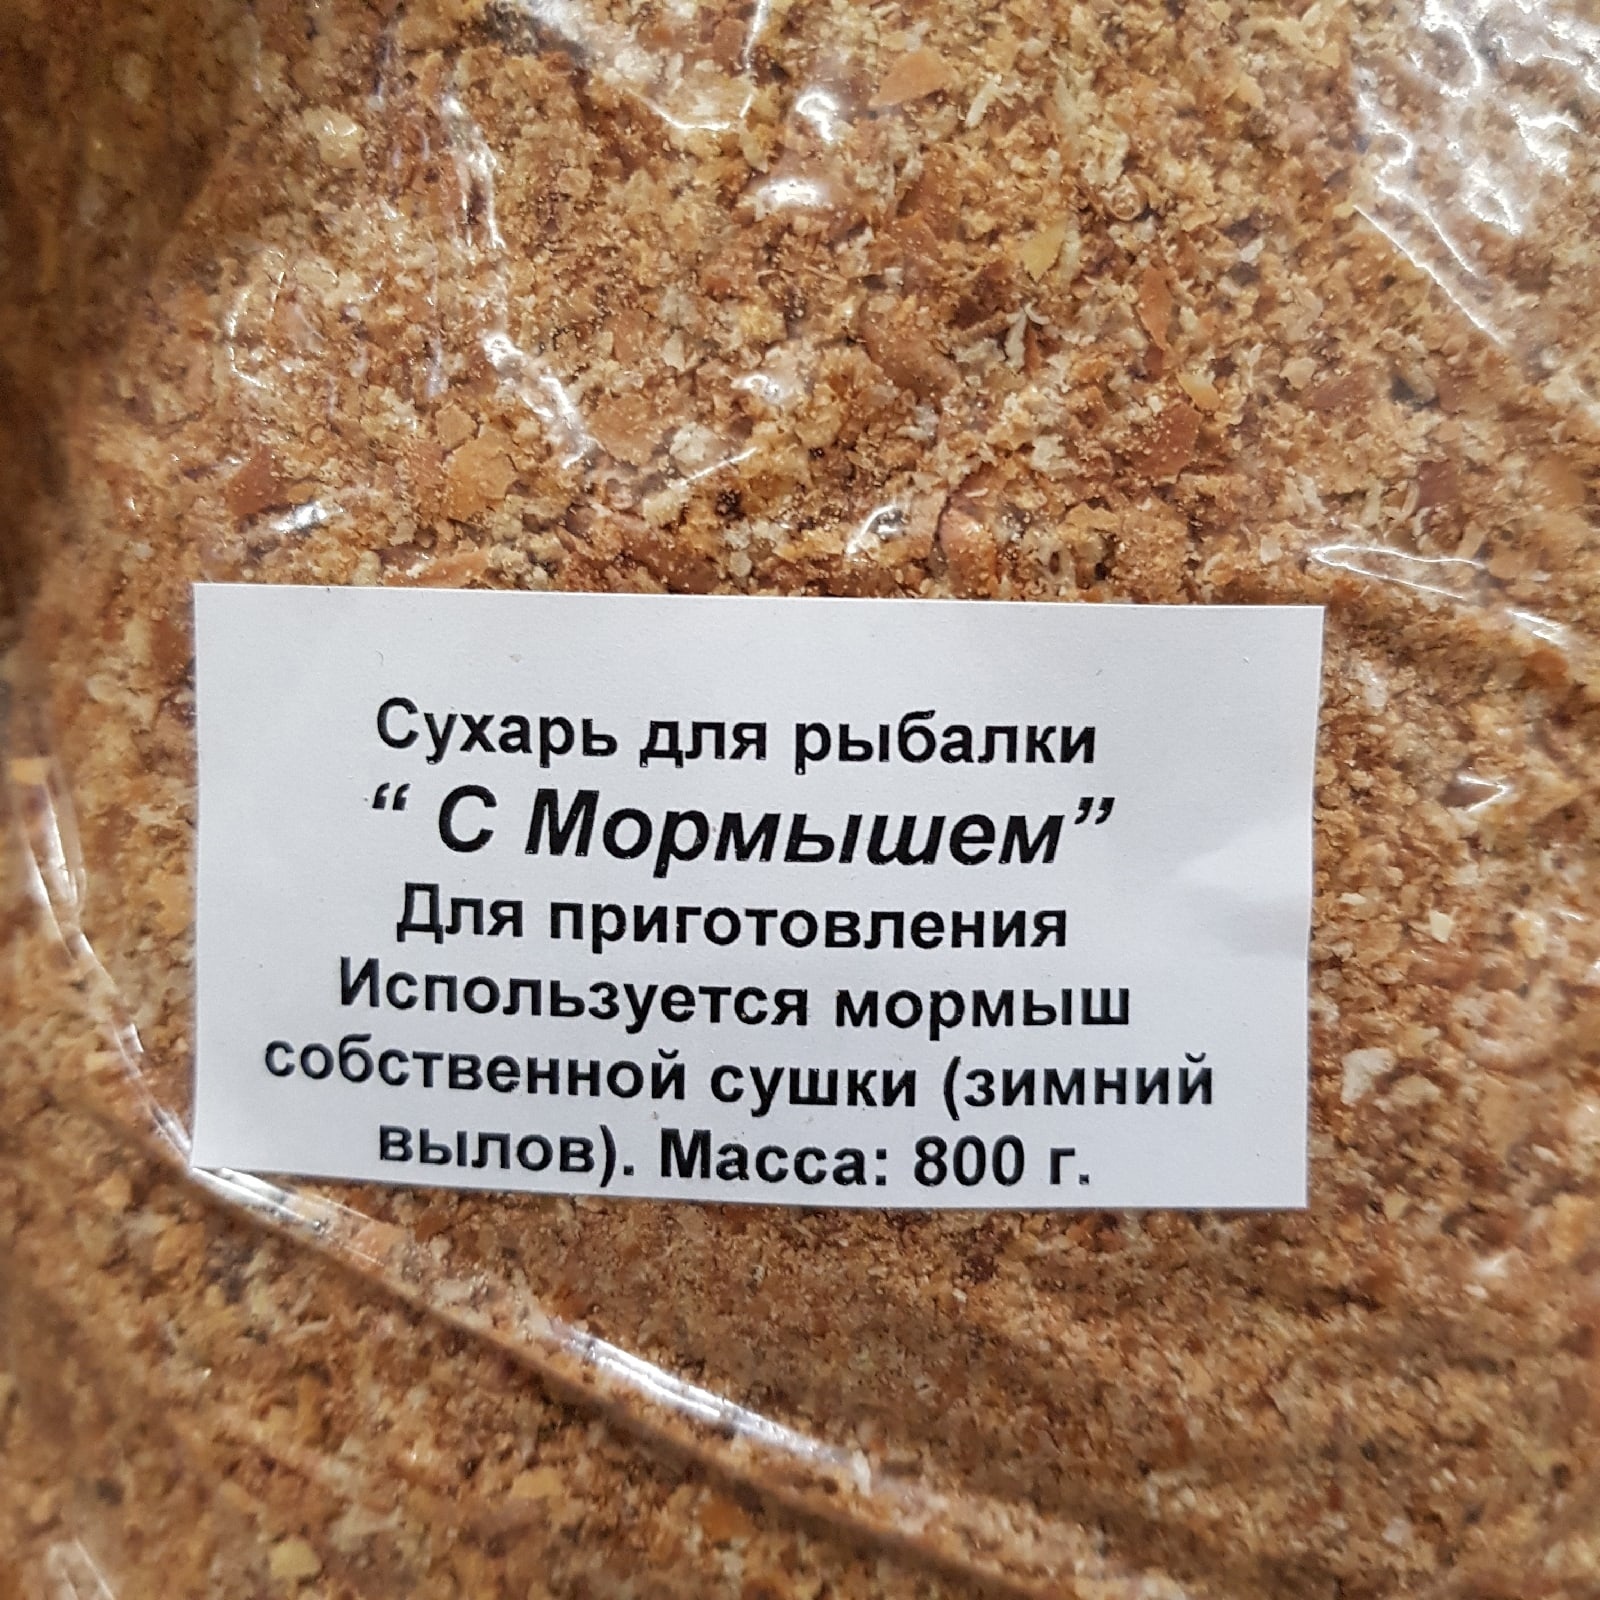 Сухарь для рыбалки
“ С Мормышем”
Для приготовления
Используется мормыш
собственной сушки (зимний
вылов). Масса: 800 г.